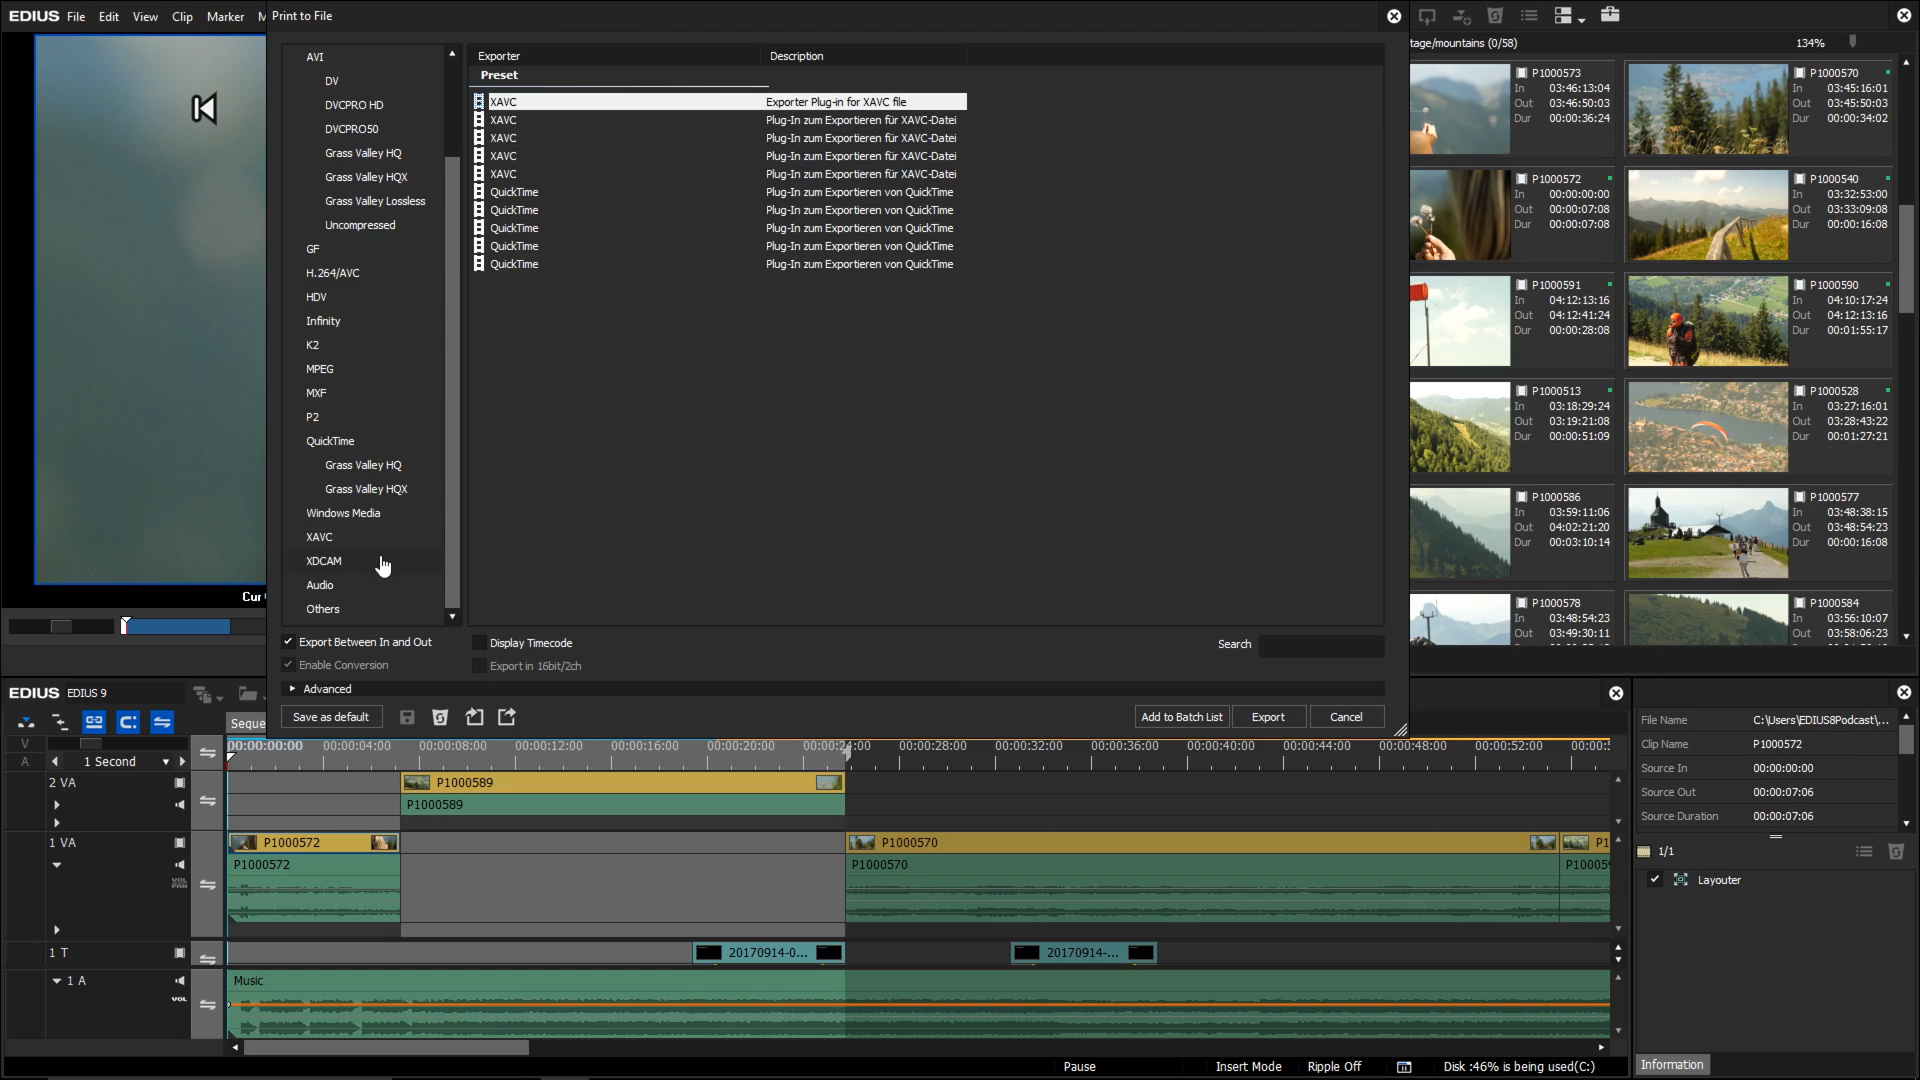 EDIUS File Edit View Clip Marker M
Print to File
AVI
DV
DVCPRO HD
DVCPRO50
Grass Valley HQ
Grass Valley HQX
Grass Valley Lossless
Uncompressed
GF
H.264/AVC
HDV
Infinity
K2
MPEG
MXF
P2
QuickTime
Grass Valley HQ
Grass Valley HQX
Windows Media
XAVC
XDCAM
Audio
Others
Exporter Description
Preset
XAVC Exporter Plug-in for XAVC file
XAVC Plug-In zum Exportieren für XAVC-Datei
XAVC Plug-In zum Exportieren für XAVC-Datei
XAVC Plug-In zum Exportieren für XAVC-Datei
XAVC Plug-In zum Exportieren für XAVC-Datei
QuickTime Plug-In zum Exportieren von QuickTime
QuickTime Plug-In zum Exportieren von QuickTime
QuickTime Plug-In zum Exportieren von QuickTime
QuickTime Plug-In zum Exportieren von QuickTime
QuickTime Plug-In zum Exportieren von QuickTime
Export Between In and Out Display Timecode Search
Enable Conversion Export in 16bit/2ch
Advanced
Save as default Add to Batch List Export Cancel
Cur
tage/mountains (0/58) 134%
P1000573
In 03:46:13:04
Out 03:46:50:03
Dur 00:00:36:24
P1000570
In 03:45:16:01
Out 03:45:50:03
Dur 00:00:34:02
P1000572
In 00:00:00:00
Out 00:00:07:08
Dur 00:00:07:08
P1000540
In 03:32:53:00
Out 03:33:09:08
Dur 00:00:16:08
P1000591
In 04:12:13:16
Out 04:12:41:24
Dur 00:00:28:08
P1000590
In 04:10:17:24
Out 04:12:13:16
Dur 00:01:55:17
P1000513
In 03:18:29:24
Out 03:19:21:08
Dur 00:00:51:09
P1000528
In 03:27:16:01
Out 03:28:43:22
Dur 00:01:27:21
P1000586
In 03:59:11:06
Out 04:02:21:20
Dur 00:03:10:14
P1000577
In 03:48:38:15
Out 03:48:54:23
Dur 00:00:16:08
P1000578
In 03:48:54:23
Out 03:49:30:11
P1000584
In 03:56:10:07
Out 03:58:06:23
EDIUS EDIUS 9
Seque
V
A 1 Second
00:00:00:00 00:00:04:00 00:00:08:00 00:00:12:00 00:00:16:00 00:00:20:00 00:00:24:00 00:00:28:00 00:00:32:00 00:00:36:00 00:00:40:00 00:00:44:00 00:00:48:00 00:00:52:00 00:00:5
2 VA P1000589
P1000589
1 VA P1000572 P1000570 P1
P1000572 P1000570 P100059
VOL
PAN
1 T 20170914-0... 20170914-...
1 A Music
VOL
Pause Insert Mode Ripple Off Disk :46% is being used(C:)
File Name C:\Users\EDIUS8Podcast\...
Clip Name P1000572
Source In 00:00:00:00
Source Out 00:00:07:06
Source Duration 00:00:07:06
1/1
Layouter
Information